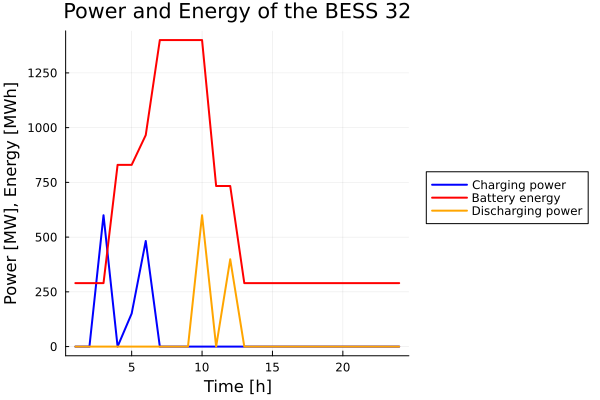 Power and Energy of the BESS 32
Power [MW], Energy [MWh]
1250
1000
750
500
250
0
5
10
15
20
Time [h]
Charging power
Battery energy
Discharging power